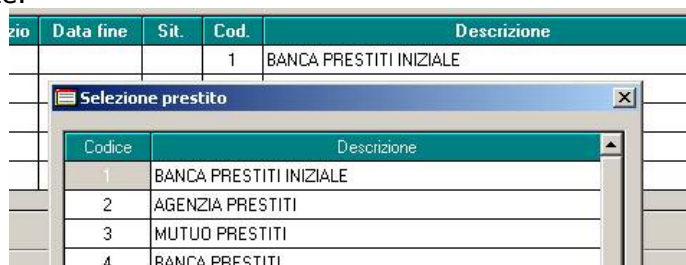 zio Data fine Sit. Cod. Descrizione
1 BANCA PRESTITI INIZIALE
Selezione prestito
Codice Descrizione
1 BANCA PRESTITI INIZIALE
2 AGENZIA PRESTITI
3 MUTUO PRESTITI
4 BANCA PRESTITI